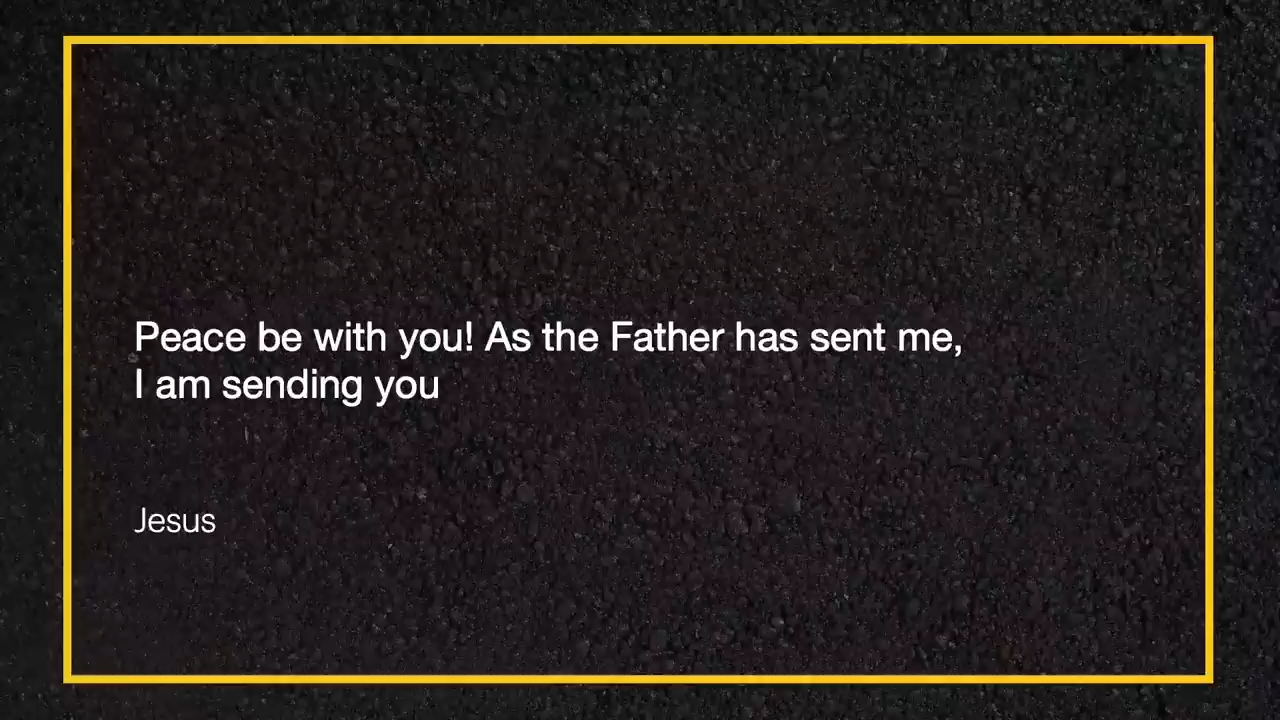 Peace be with you! As the Father has sent me,
I am sending you
Jesus